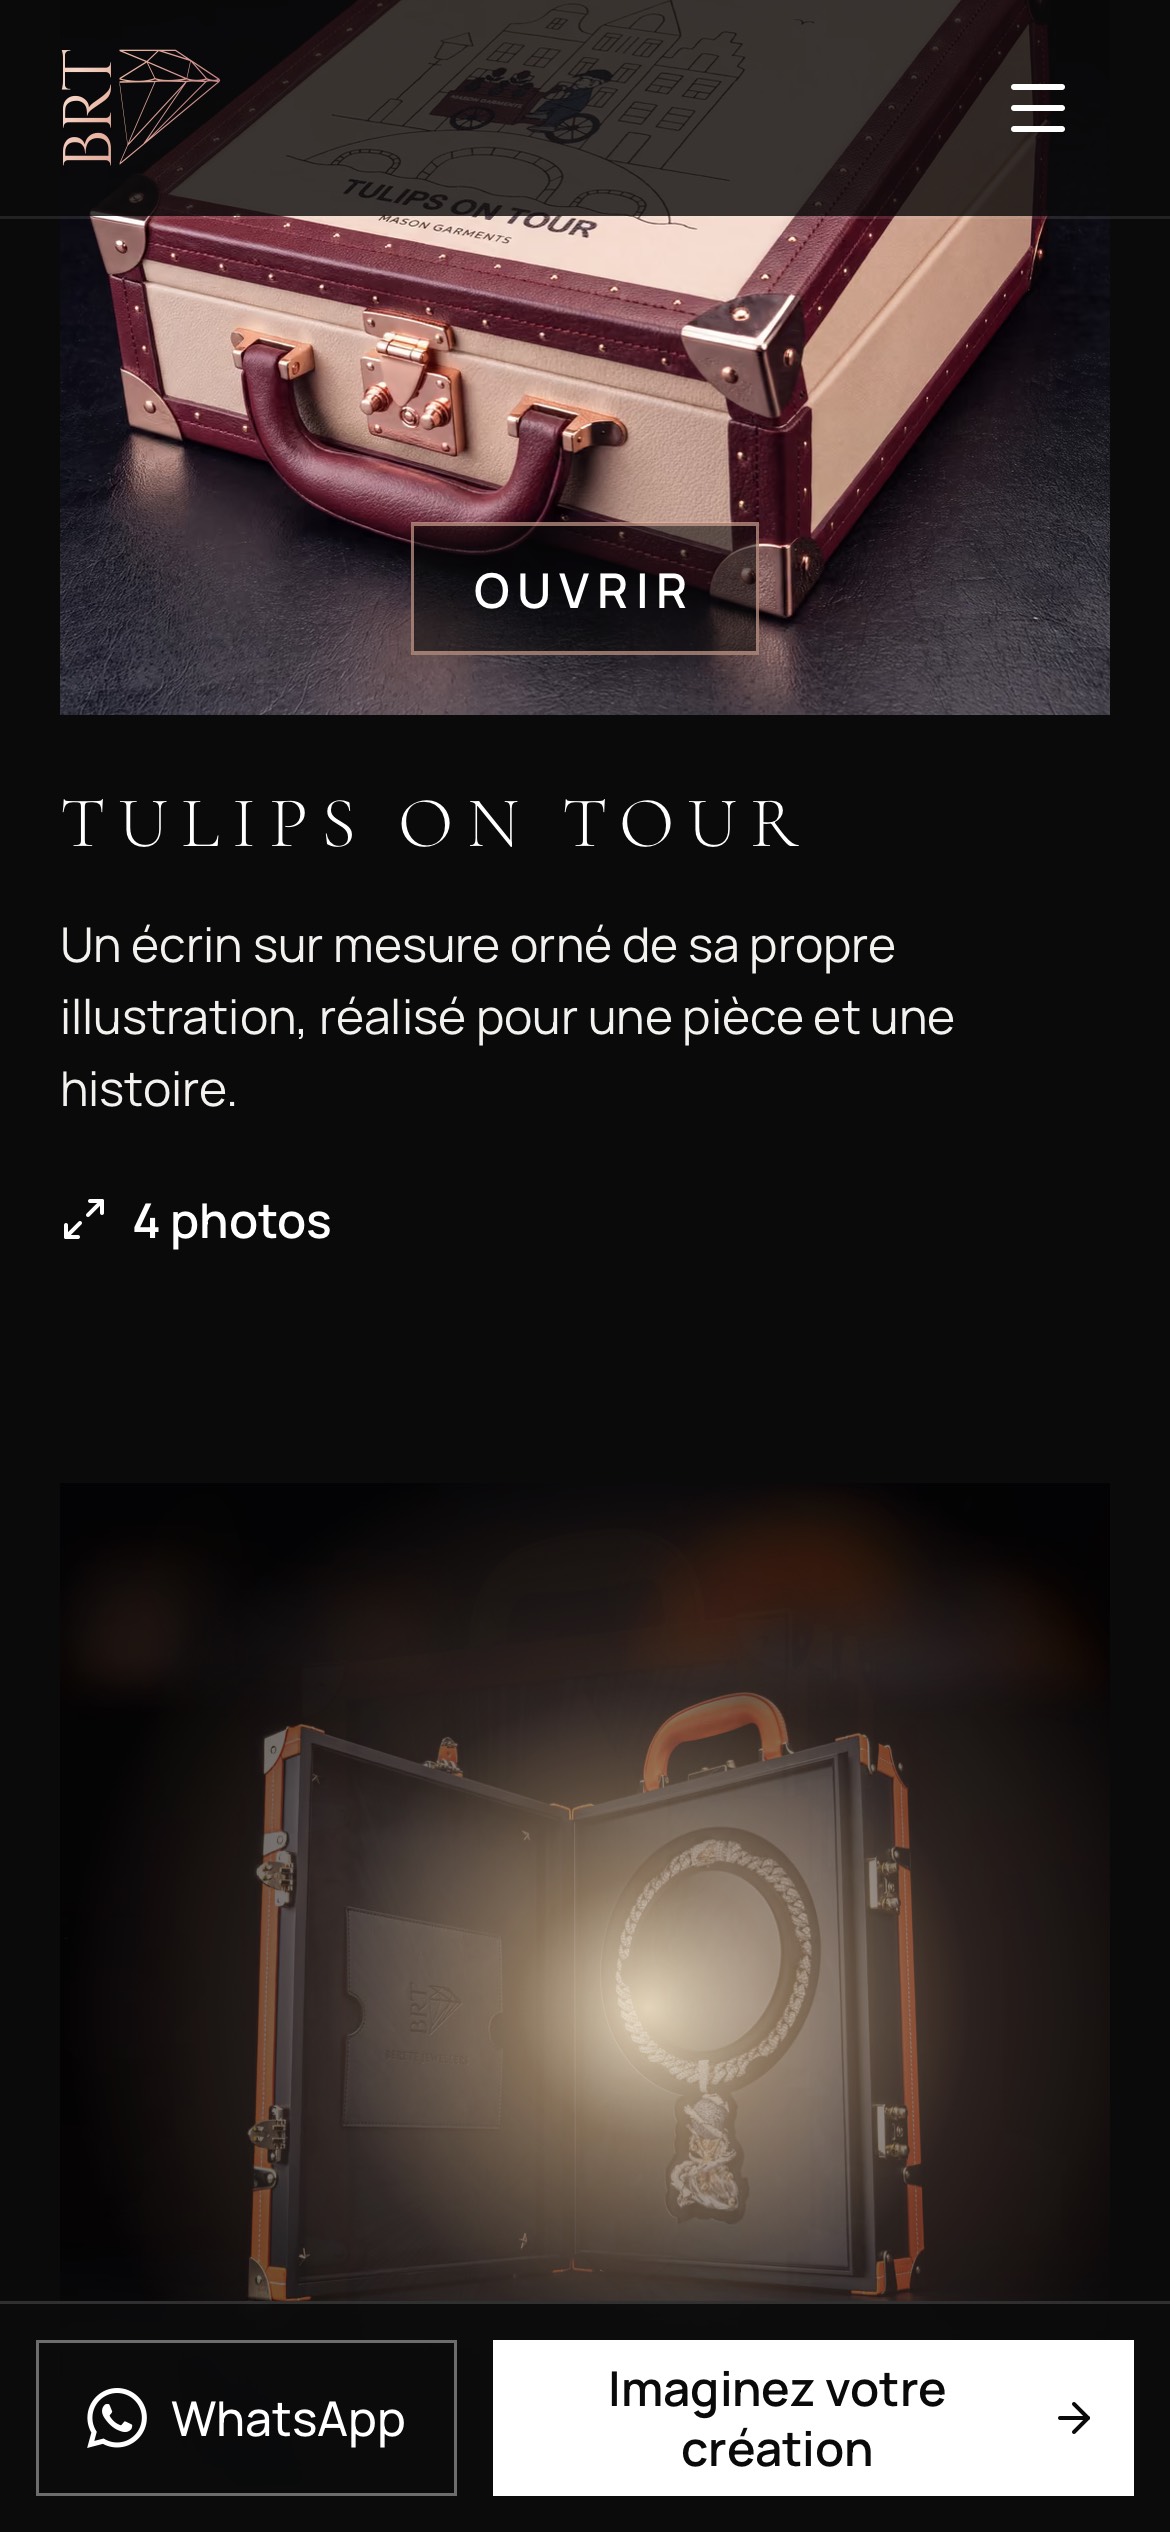 BRT
TULIPS ON TOUR
MASON GARMENTS
OUVRIR
TULIPS ON TOUR
Un écrin sur mesure orné de sa propre
illustration, réalisé pour une pièce et une
histoire.
4 photos
BRT
WhatsApp
Imaginez votre
création